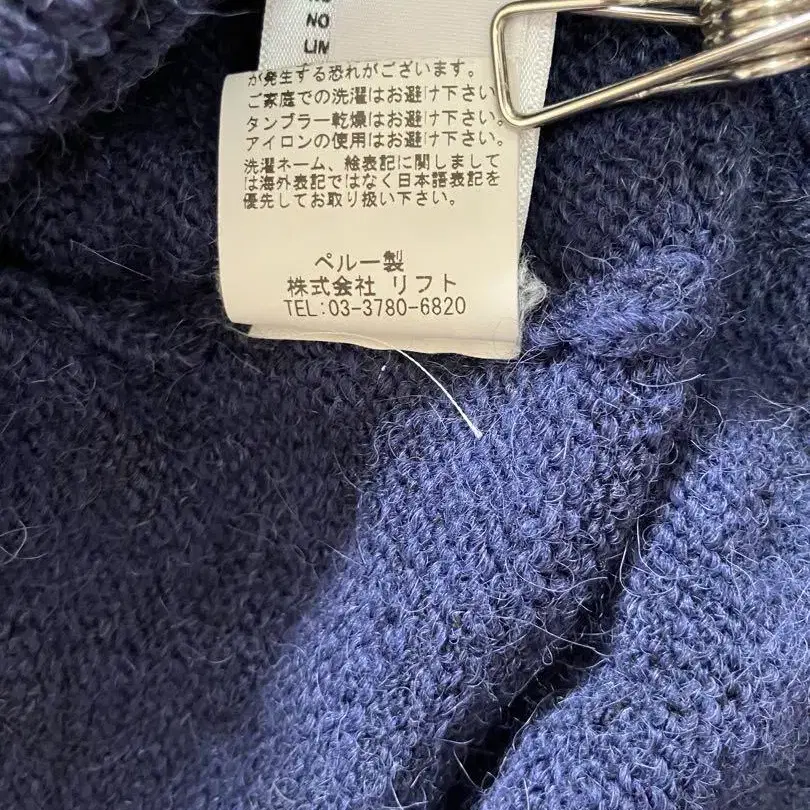 NO
LIM
が発生する恐れがございます。
ご家庭での洗濯はお避け下さい。
タンブラー乾燥はお避け下さい。
アイロンの使用はお避け下さい。
洗濯ネーム、絵表記に関しまして
は海外表記ではなく日本語表記を
優先してお取り扱い下さい。
ペルー製
株式会社 リフト
TEL:03-3780-6820